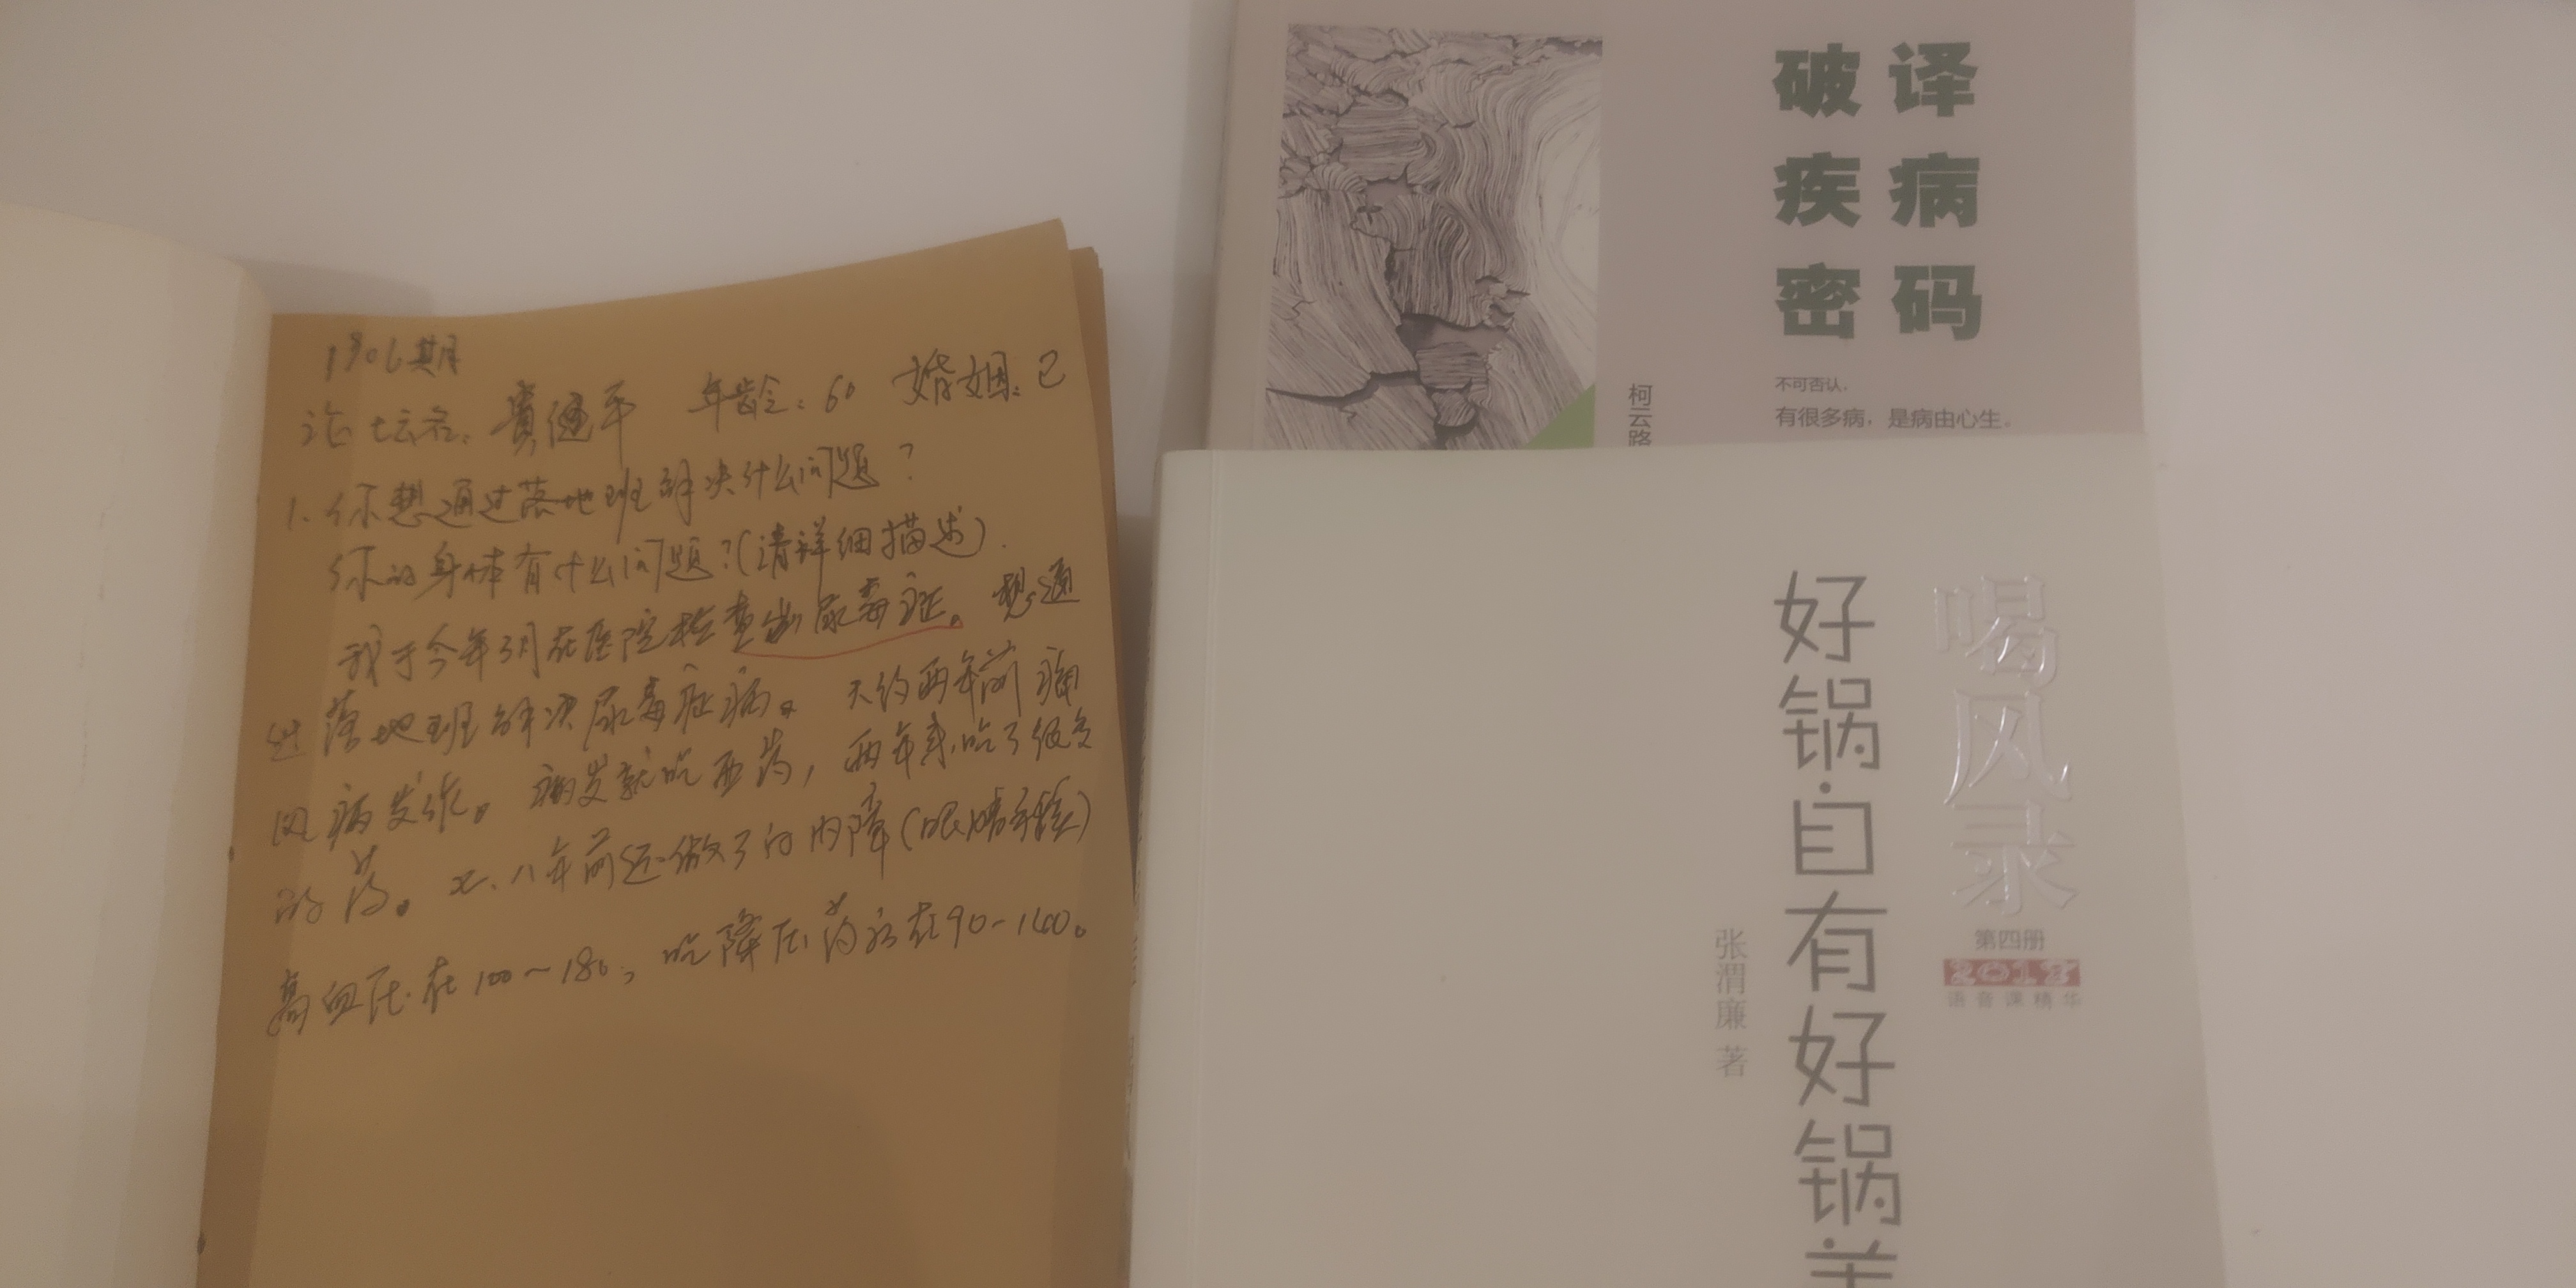 1906期
论坛名：黄健平 年龄：60 婚姻：已
1.你想通过落地班解决什么问题？
你的身体有什么问题？(请详细描述)．
我于今年3月在医院检查出尿毒症。想通
过落地班解决尿毒症病。大约两年前痛
风病发作。痛发就吃西药，两年来吃了很多
的药。七、八年前还做了白内障(眼睛手术)
高血压在100～180，吃降压药后在90-140。
破译
疾病
密码
不可否认，
有很多病，是病由心生。
柯云路
喝风录
第四册
2018
语音课精华
好锅·自有好锅盖
张渭廉 著